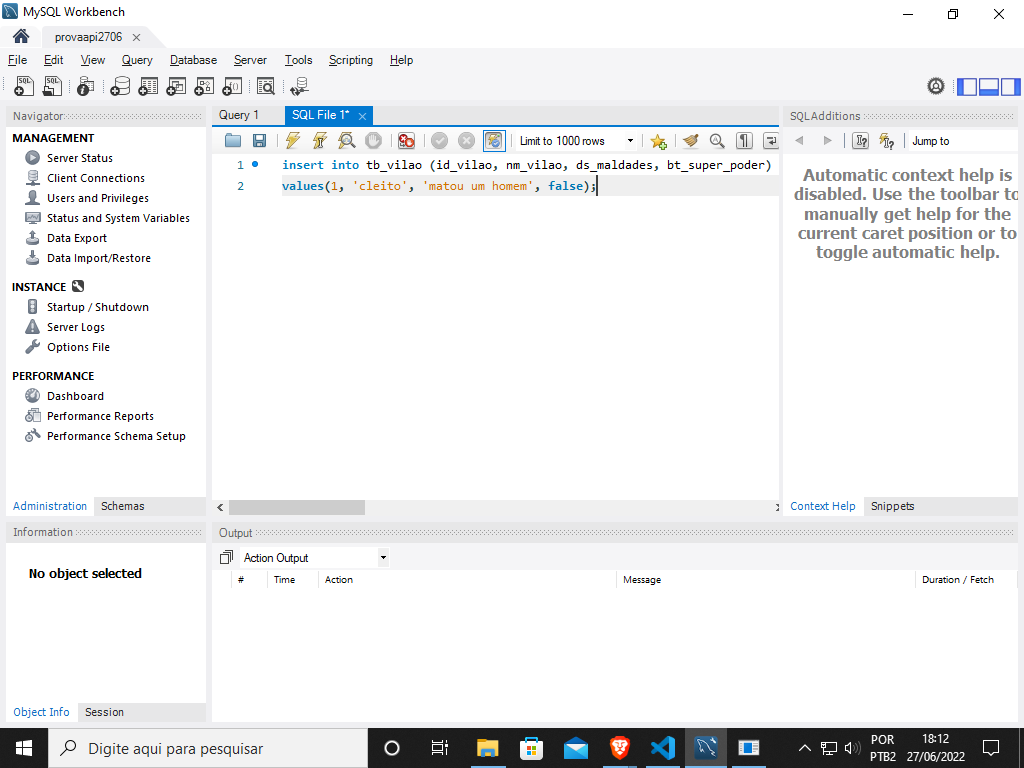 MySQL Workbench
provaapi2706
File Edit View Query Database Server Tools Scripting Help
Navigator
MANAGEMENT
Server Status
Client Connections
Users and Privileges
Status and System Variables
Data Export
Data Import/Restore
INSTANCE
Startup / Shutdown
Server Logs
Options File
PERFORMANCE
Dashboard
Performance Reports
Performance Schema Setup
Administration Schemas
Information
No object selected
Object Info Session
Query 1 SQL File 1*
Limit to 1000 rows
1 insert into tb_vilao (id_vilao, nm_vilao, ds_maldades, bt_super_poder)
2 values(1, 'cleito', 'matou um homem', false);
SQLAdditions
Jump to
Automatic context help is
disabled. Use the toolbar to
manually get help for the
current caret position or to
toggle automatic help.
Context Help Snippets
Output
Action Output
# Time Action Message Duration / Fetch
Digite aqui para pesquisar
POR
PTB2
18:12
27/06/2022